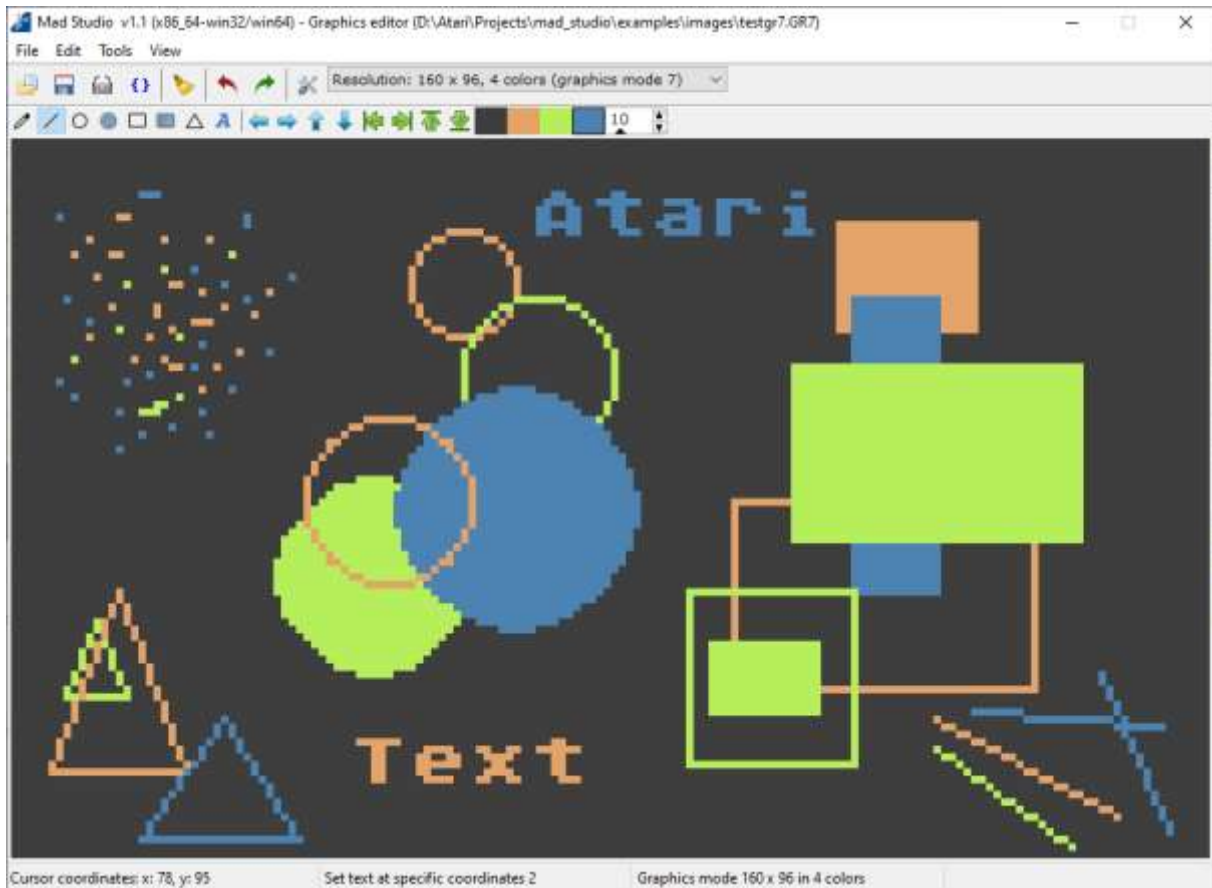 Mad Studio v1.1 (x86_64-win32/win64) - Graphics editor (D:\Atari\Projects\mad_studio\examples\images\testgr7.GR7)
File Edit Tools View
Resolution: 160 x 96, 4 colors (graphics mode 7)
A 10
Atari
Text
Cursor coordinates: x: 78, y: 95 Set text at specific coordinates 2 Graphics mode 160 x 96 in 4 colors